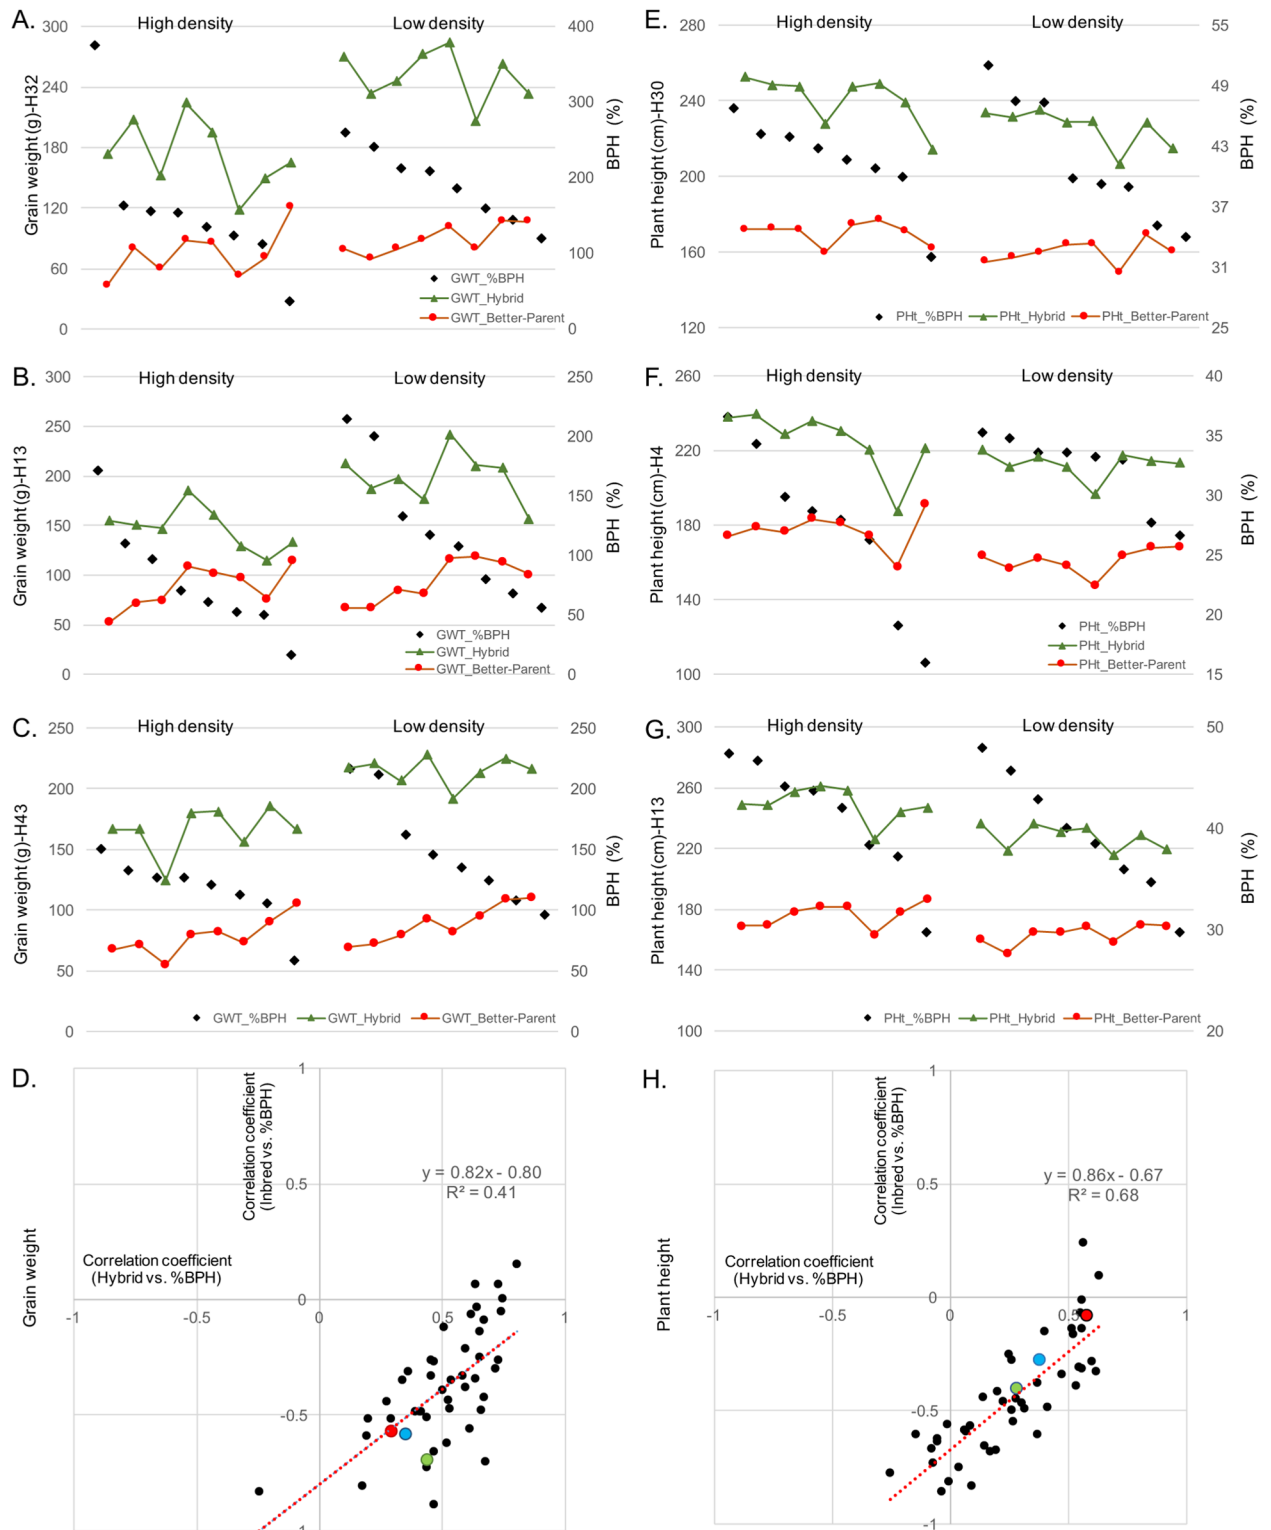 A.
High density
Low density
Grain weight (g)-H32
BPH (%)
300
240
180
120
60
0
400
300
200
100
0
GWT_%BPH
GWT_Hybrid
GWT_Better-Parent
E.
High density
Low density
Plant height (cm)-H30
BPH (%)
280
240
200
160
120
55
49
43
37
31
25
PHt_%BPH
PHt_Hybrid
PHt_Better-Parent
B.
High density
Low density
Grain weight (g)-H13
BPH (%)
300
250
200
150
100
50
0
250
200
150
100
50
0
GWT_%BPH
GWT_Hybrid
GWT_Better-Parent
F.
High density
Low density
Plant height (cm)-H4
BPH (%)
260
220
180
140
100
40
35
30
25
20
15
PHt_%BPH
PHt_Hybrid
PHt_Better-Parent
C.
High density
Low density
Grain weight (g)-H43
BPH (%)
250
200
150
100
50
0
250
200
150
100
50
0
GWT_%BPH
GWT_Hybrid
GWT_Better-Parent
G.
High density
Low density
Plant height (cm)-H13
BPH (%)
300
260
220
180
140
100
50
40
30
20
PHt_%BPH
PHt_Hybrid
PHt_Better-Parent
D.
Grain weight
Correlation coefficient
(Inbred vs. %BPH)
1
0.5
y = 0.82x - 0.80
R² = 0.41
Correlation coefficient
(Hybrid vs. %BPH)
0
-1
-0.5
0
0.5
1
-0.5
H.
Plant height
Correlation coefficient
(Inbred vs. %BPH)
1
0.5
y = 0.86x - 0.67
R² = 0.68
Correlation coefficient
(Hybrid vs. %BPH)
0
-1
-0.5
0
0.5
1
-0.5
-1